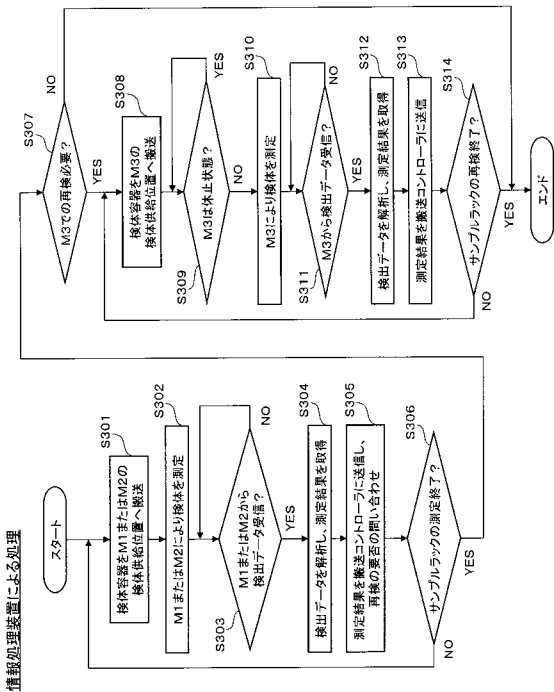 情報処理装置による処理
スタート
S301
検体容器をM1またはM2の
検体供給位置へ搬送
S302
M1またはM2により検体を測定
S303
M1またはM2から
検出データ受信？
NO
YES
S304
検出データを解析し、測定結果を取得
S305
測定結果を搬送コントローラに送信し、
再検の要否の問い合わせ
S306
サンプルラックの測定終了？
NO
YES
S307
M3での再検必要？
NO
YES
S308
検体容器をM3の
検体供給位置へ搬送
S309
M3は休止状態？
YES
NO
S310
M3により検体を測定
S311
M3から検出データ受信？
NO
YES
S312
検出データを解析し、測定結果を取得
S313
測定結果を搬送コントローラに送信
S314
サンプルラックの再検終了？
NO
YES
エンド